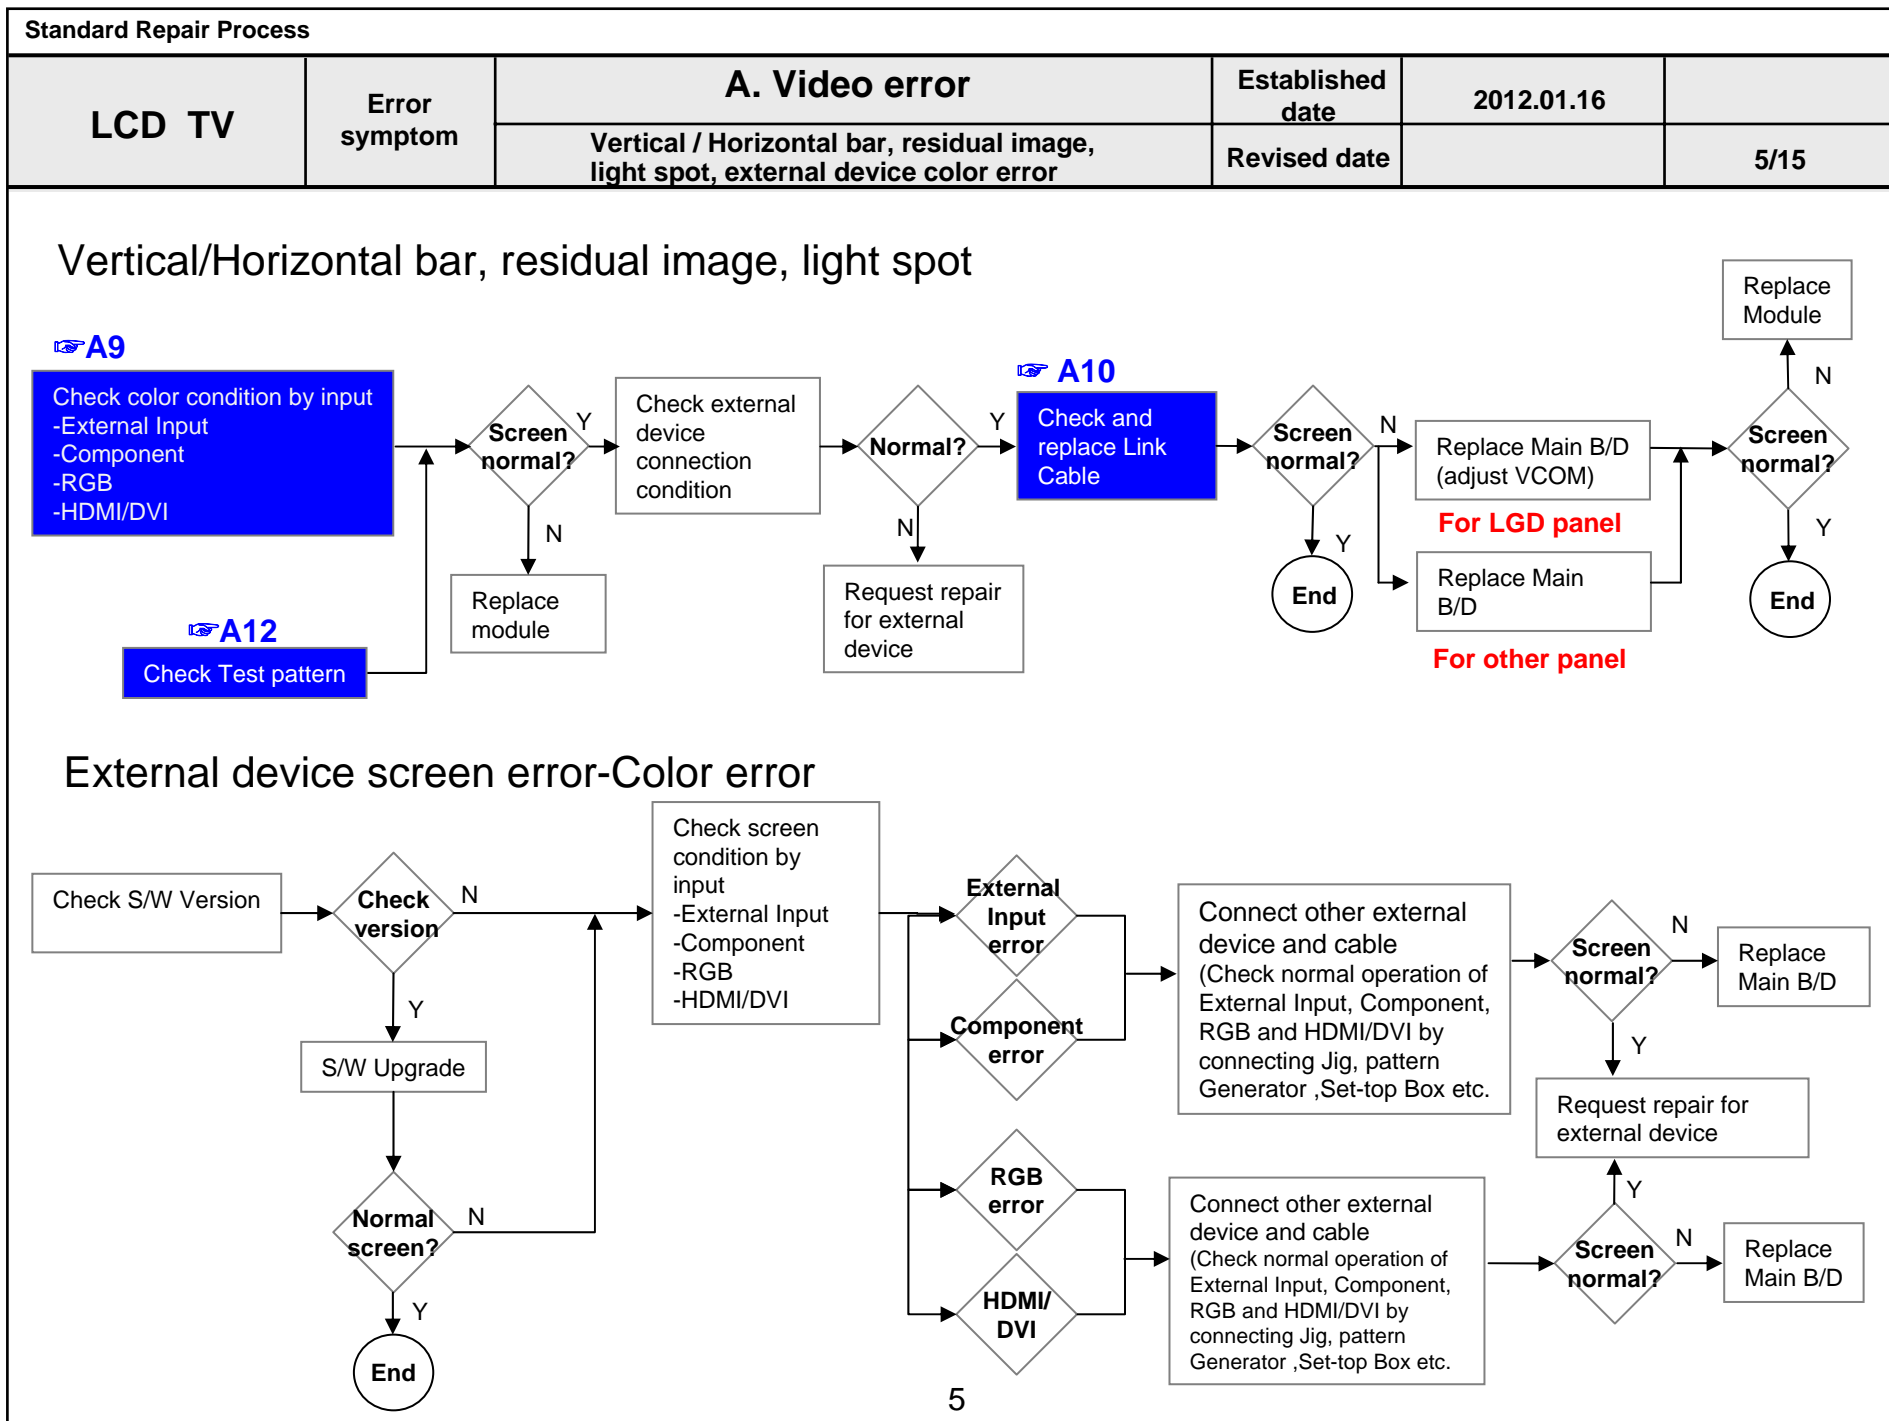 Standard Repair Process
LCD  TV
Error
symptom
A. Video error
Vertical / Horizontal bar, residual image,
light spot, external device color error
Established
date
2012.01.16
Revised date
5/15
Vertical/Horizontal bar, residual image, light spot
☞A9
Check color condition by input
-External Input
-Component
-RGB
-HDMI/DVI
☞A12
Check Test pattern
Screen
normal?
Y
N
Replace
module
Check external
device
connection
condition
Normal?
Y
N
Request repair
for external
device
☞ A10
Check and
replace Link
Cable
Screen
normal?
N
Y
End
Replace Main B/D
(adjust VCOM)
For LGD panel
Replace Main
B/D
For other panel
Screen
normal?
N
Replace
Module
Y
End
External device screen error-Color error
Check S/W Version
Check
version
N
Y
S/W Upgrade
Normal
screen?
N
Y
End
Check screen
condition by
input
-External Input
-Component
-RGB
-HDMI/DVI
External
Input
error
Component
error
RGB
error
HDMI/
DVI
Connect other external
device and cable
(Check normal operation of
External Input, Component,
RGB and HDMI/DVI by
connecting Jig, pattern
Generator ,Set-top Box etc.
Screen
normal?
N
Replace
Main B/D
Y
Request repair for
external device
Connect other external
device and cable
(Check normal operation of
External Input, Component,
RGB and HDMI/DVI by
connecting Jig, pattern
Generator ,Set-top Box etc.
Y
Screen
normal?
N
Replace
Main B/D
5